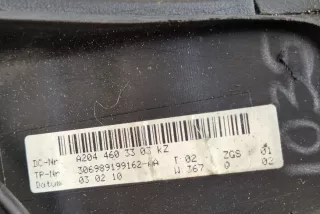 DC-Nr A204 460 33 03 kZ
TP-Nr 306989199162-AA T 02 ZGS 01
Datum 03 02 10 W 367 0 02